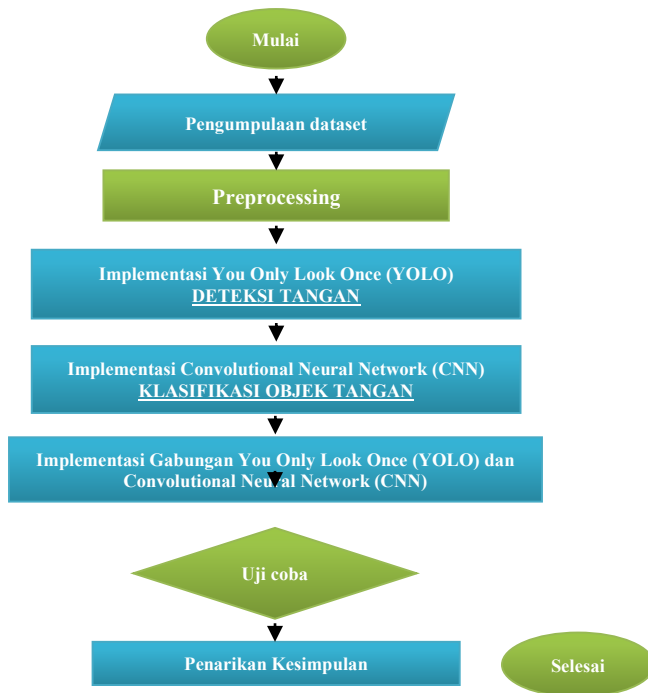 Mulai
Pengumpulaan dataset
Preprocessing
Implementasi You Only Look Once (YOLO)
DETEKSI TANGAN
Implementasi Convolutional Neural Network (CNN)
KLASIFIKASI OBJEK TANGAN
Implementasi Gabungan You Only Look Once (YOLO) dan
Convolutional Neural Network (CNN)
Uji coba
Penarikan Kesimpulan
Selesai